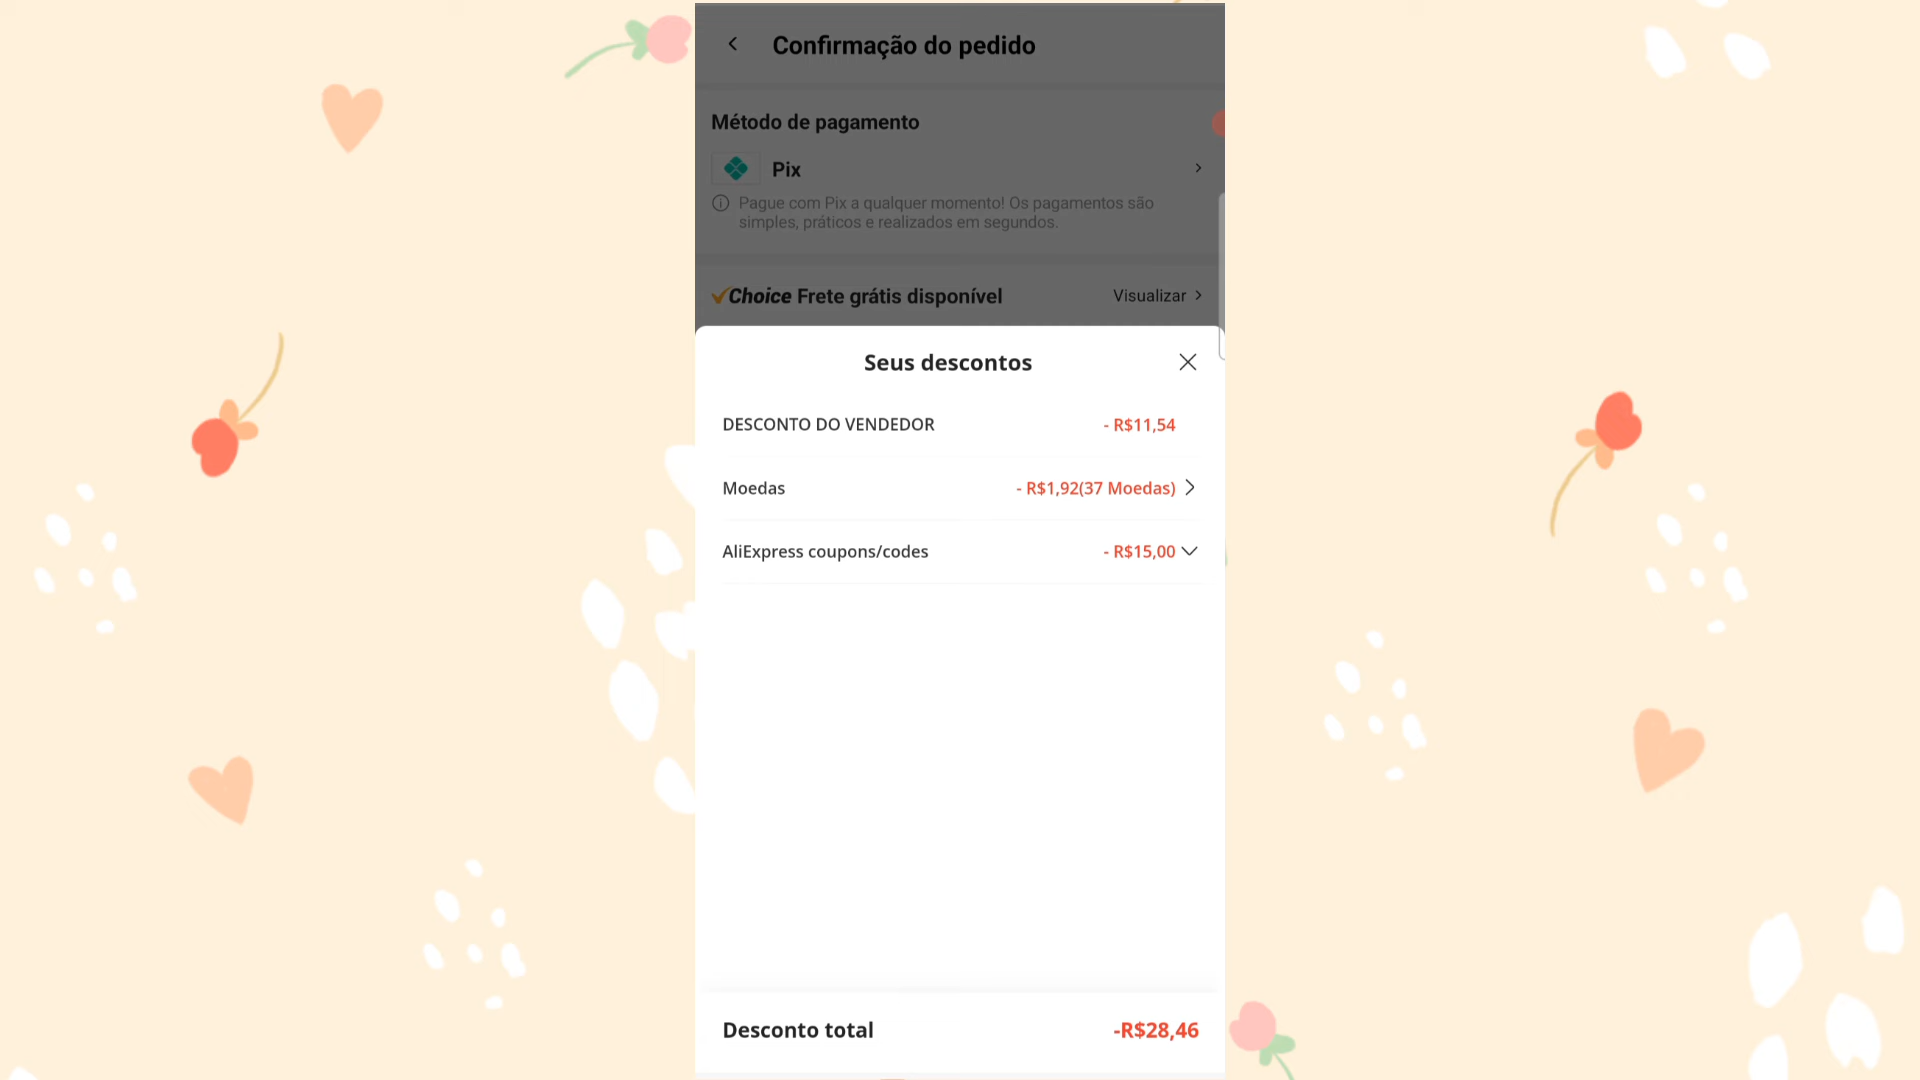 Confirmação do pedido
Método de pagamento
Pix
Pague com Pix a qualquer momento! Os pagamentos são
simples, práticos e realizados em segundos.
Choice Frete grátis disponível Visualizar
Seus descontos
DESCONTO DO VENDEDOR - R$11,54
Moedas - R$1,92(37 Moedas)
AliExpress coupons/codes - R$15,00
Desconto total -R$28,46